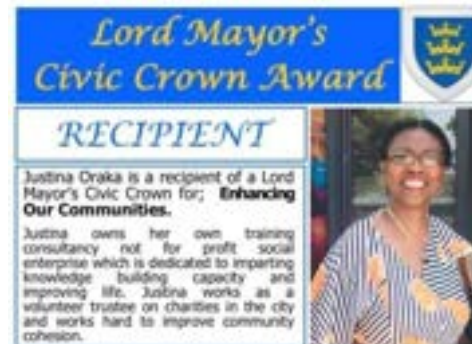 Lord Mayor's
Civic Crown Award
RECIPIENT
Justina Oraka is a recipient of a Lord
Mayor's Civic Crown for; Enhancing
Our Communities.
Justina owns her own training
consultancy not for profit social
enterprise which is dedicated to imparting
knowledge building capacity and
improving life. Justina works as a
volunteer trustee on charities in the city
and works hard to improve community
cohesion.